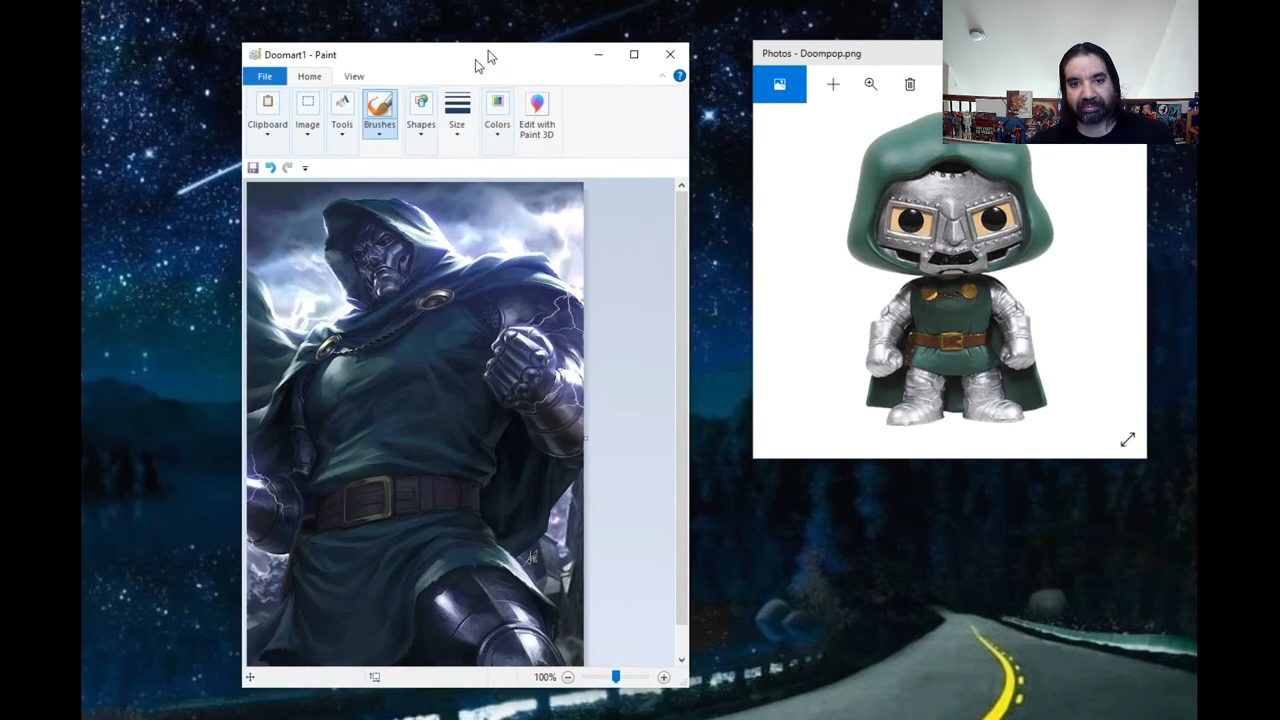 Doomart1 - Paint
File Home View
Clipboard Image Tools Brushes Shapes Size Colors Edit with
Paint 3D
100%
Photos - Doompop.png